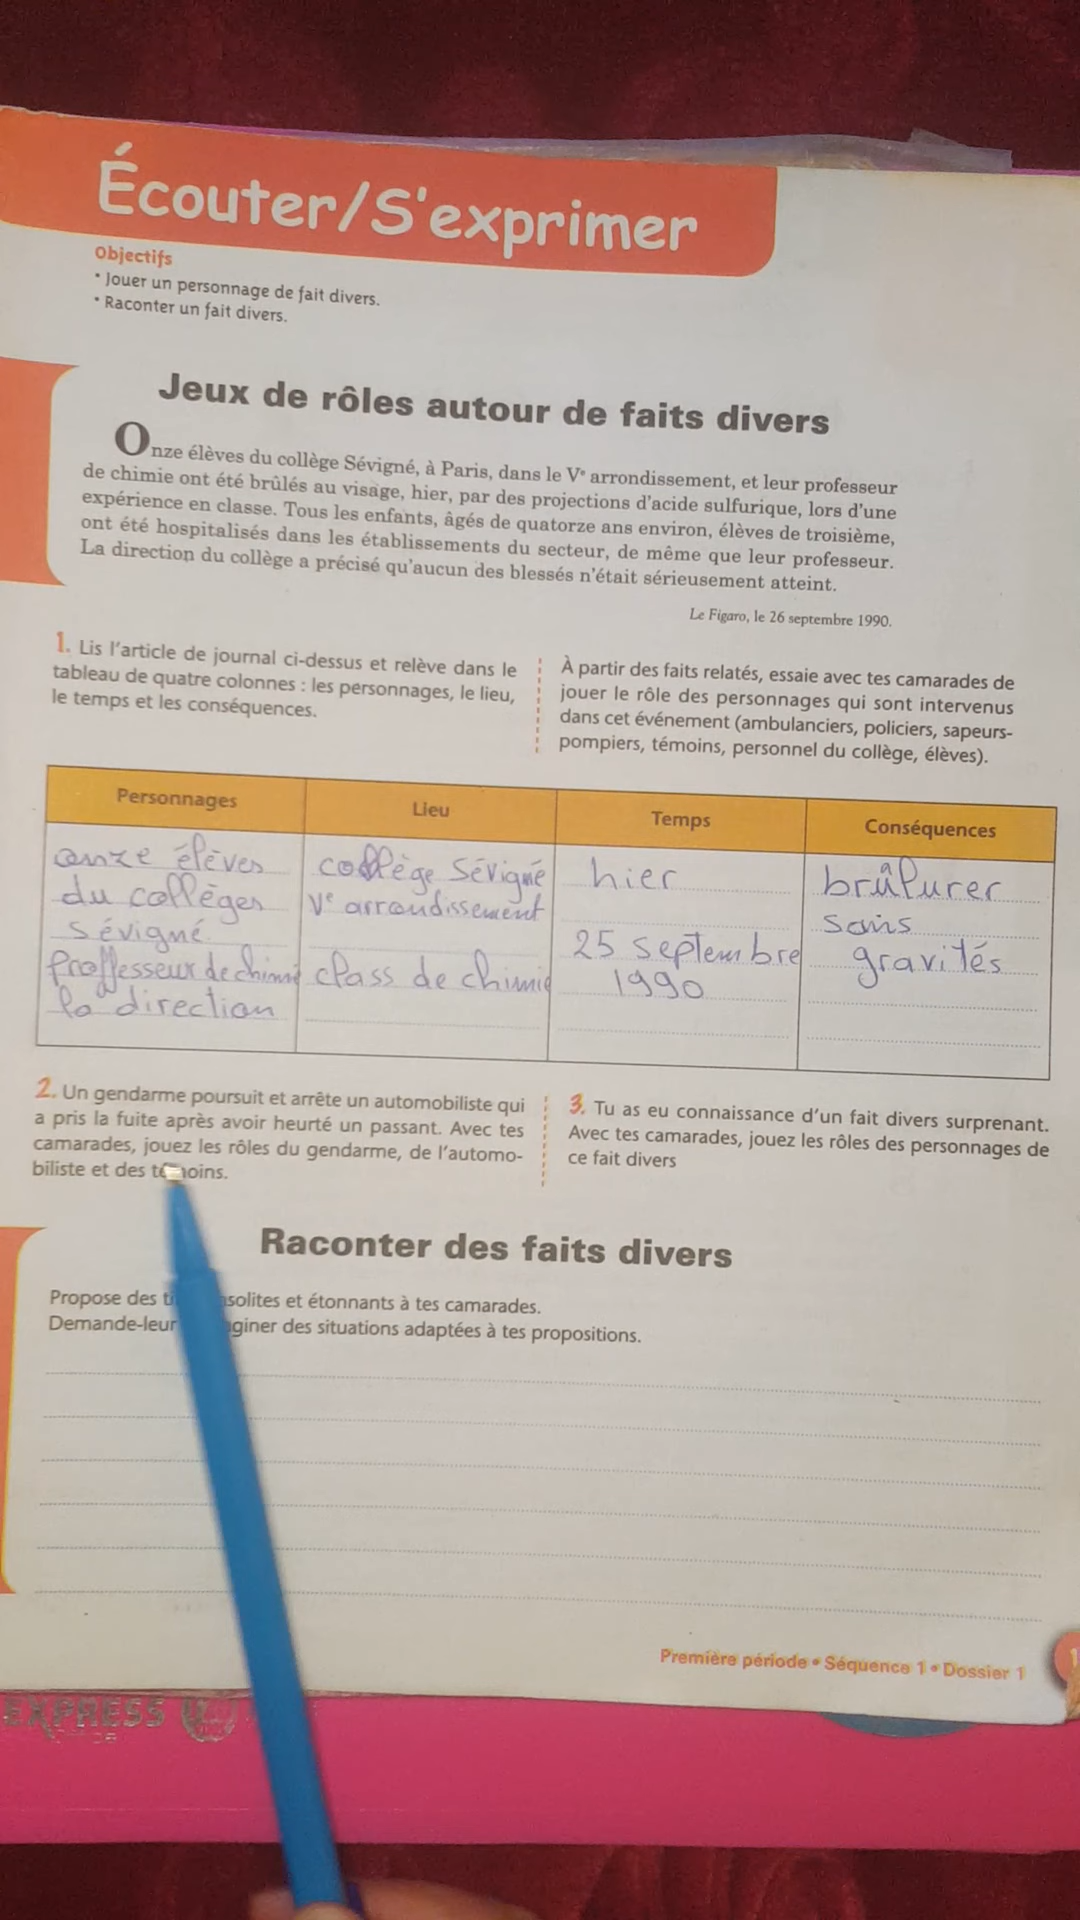 Écouter/S'exprimer
Objectifs
• Jouer un personnage de fait divers.
• Raconter un fait divers.
Jeux de rôles autour de faits divers
Onze élèves du collège Sévigné, à Paris, dans le Vᵉ arrondissement, et leur professeur
de chimie ont été brûlés au visage, hier, par des projections d'acide sulfurique, lors d'une
expérience en classe. Tous les enfants, âgés de quatorze ans environ, élèves de troisième,
ont été hospitalisés dans les établissements du secteur, de même que leur professeur.
La direction du collège a précisé qu'aucun des blessés n'était sérieusement atteint.
Le Figaro, le 26 septembre 1990.
1. Lis l'article de journal ci-dessus et relève dans le
tableau de quatre colonnes : les personnages, le lieu,
le temps et les conséquences.
À partir des faits relatés, essaie avec tes camarades de
jouer le rôle des personnages qui sont intervenus
dans cet événement (ambulanciers, policiers, sapeurs-
pompiers, témoins, personnel du collège, élèves).
Personnages Lieu Temps Conséquences
onze élèves
du collèges
Sévigné
proffesseur de chimie
la direction
collège Sévigné
Vᵉ arroudissement
class de chimie
hier
25 septembre
1990
brûlurer
sans
gravités
2. Un gendarme poursuit et arrête un automobiliste qui
a pris la fuite après avoir heurté un passant. Avec tes
camarades, jouez les rôles du gendarme, de l'automo-
biliste et des témoins.
3. Tu as eu connaissance d'un fait divers surprenant.
Avec tes camarades, jouez les rôles des personnages de
ce fait divers
Raconter des faits divers
Propose des insolites et étonnants à tes camarades.
Demande-leur des situations adaptées à tes propositions.
Première période • Séquence 1 • Dossier 1
EXPRESS